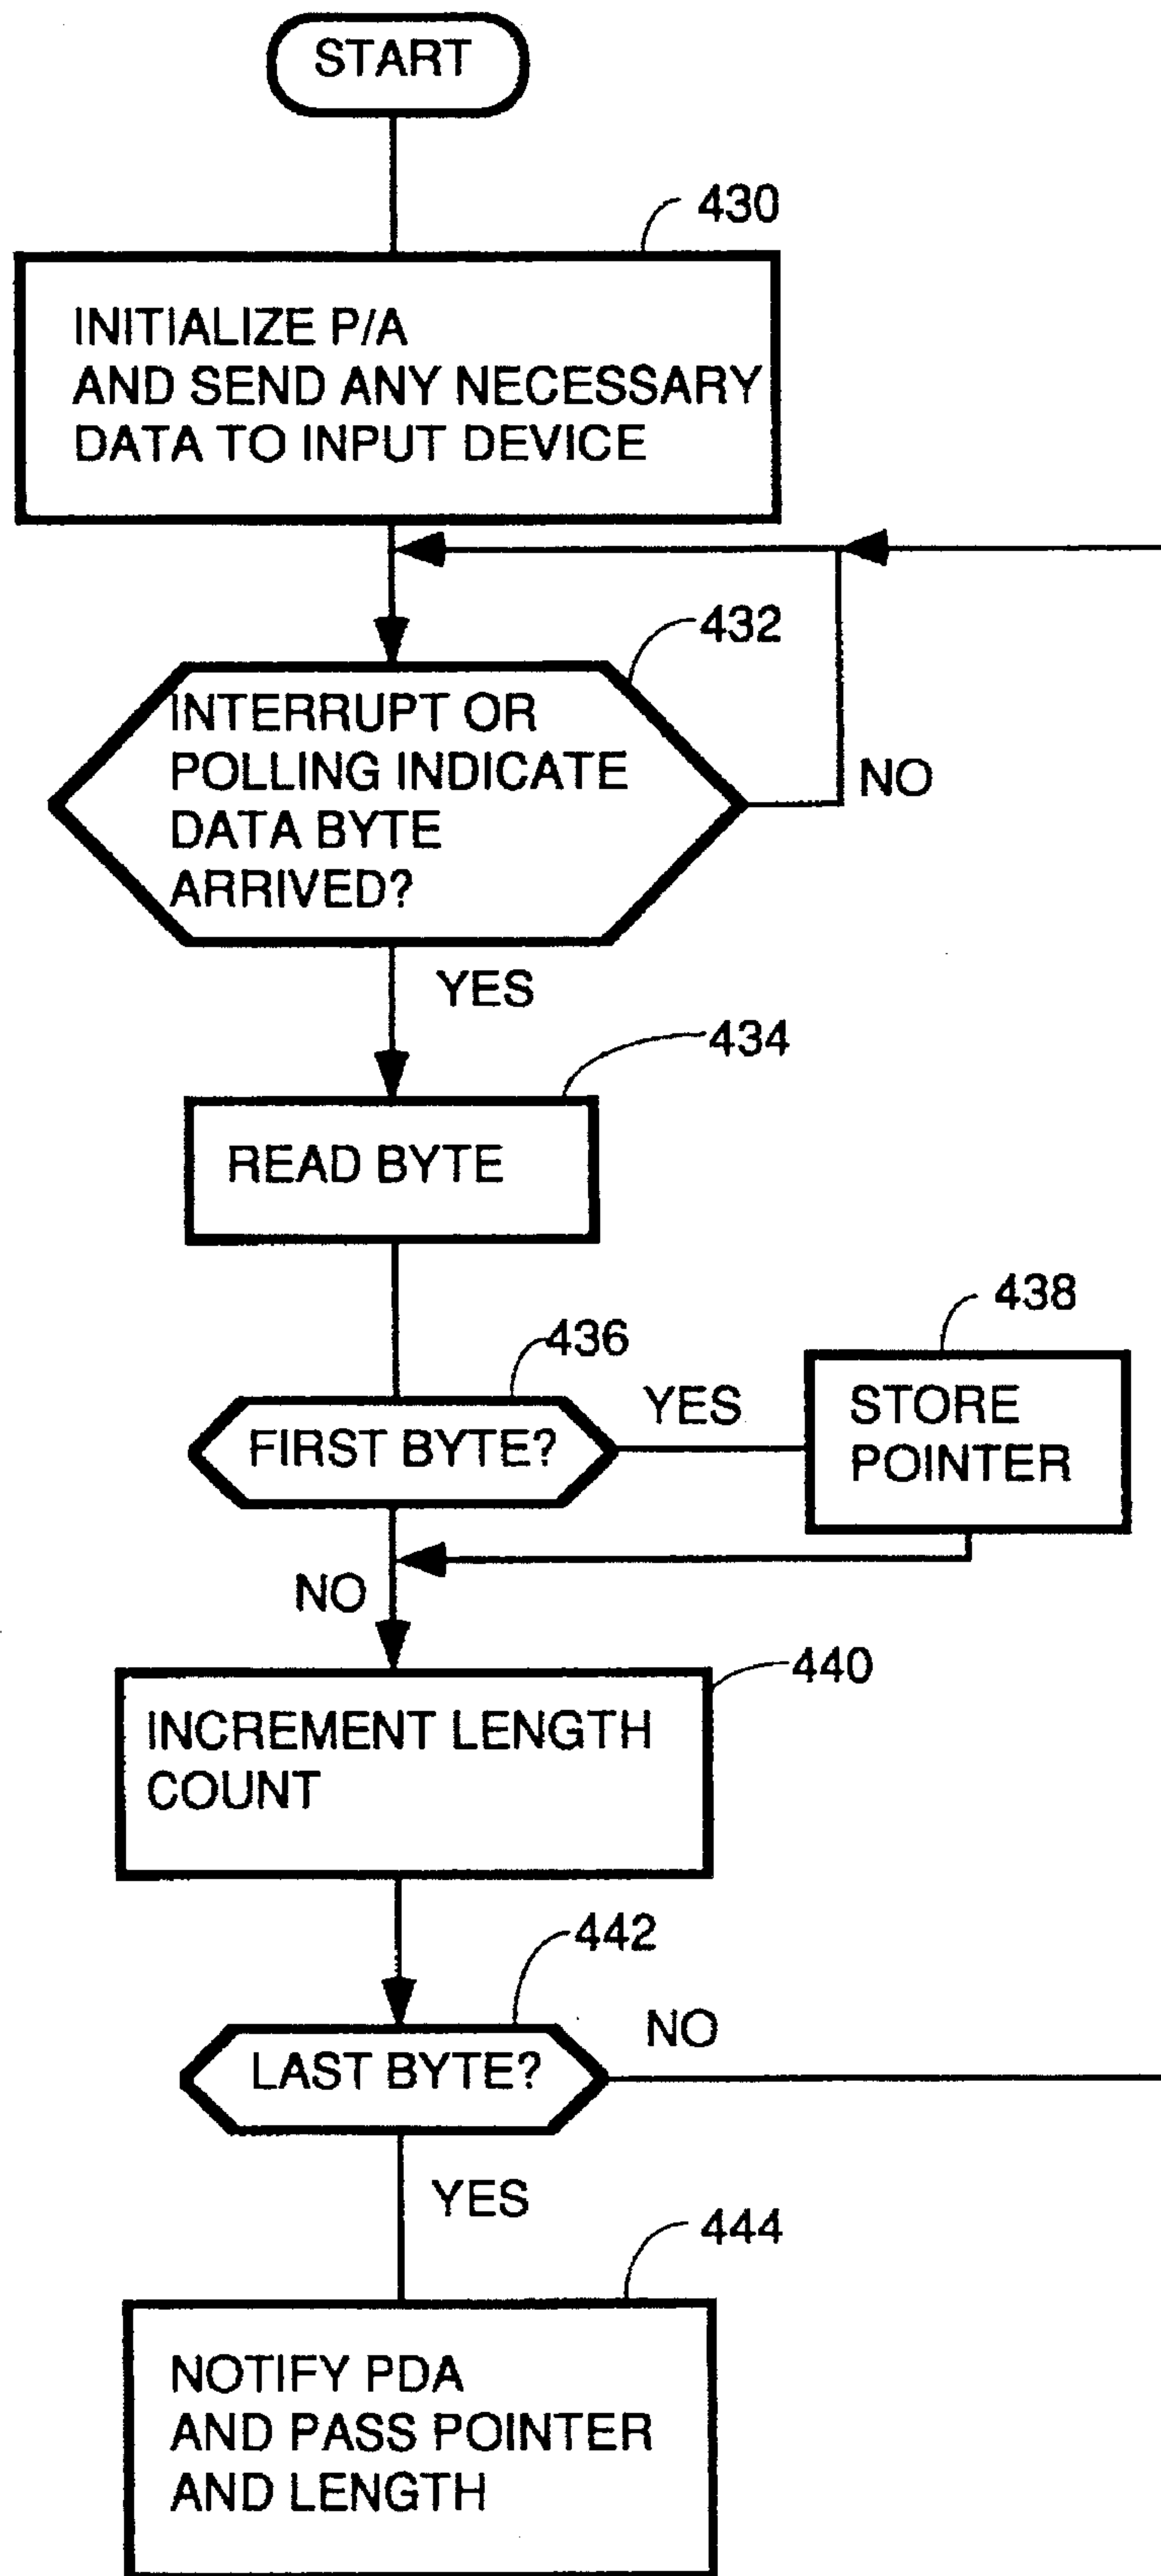 START
430
INITIALIZE P/A
AND SEND ANY NECESSARY
DATA TO INPUT DEVICE
432
INTERRUPT OR
POLLING INDICATE
DATA BYTE
ARRIVED?
NO
YES
434
READ BYTE
436
438
FIRST BYTE?
YES
STORE
POINTER
NO
440
INCREMENT LENGTH
COUNT
442
LAST BYTE?
NO
YES
444
NOTIFY PDA
AND PASS POINTER
AND LENGTH